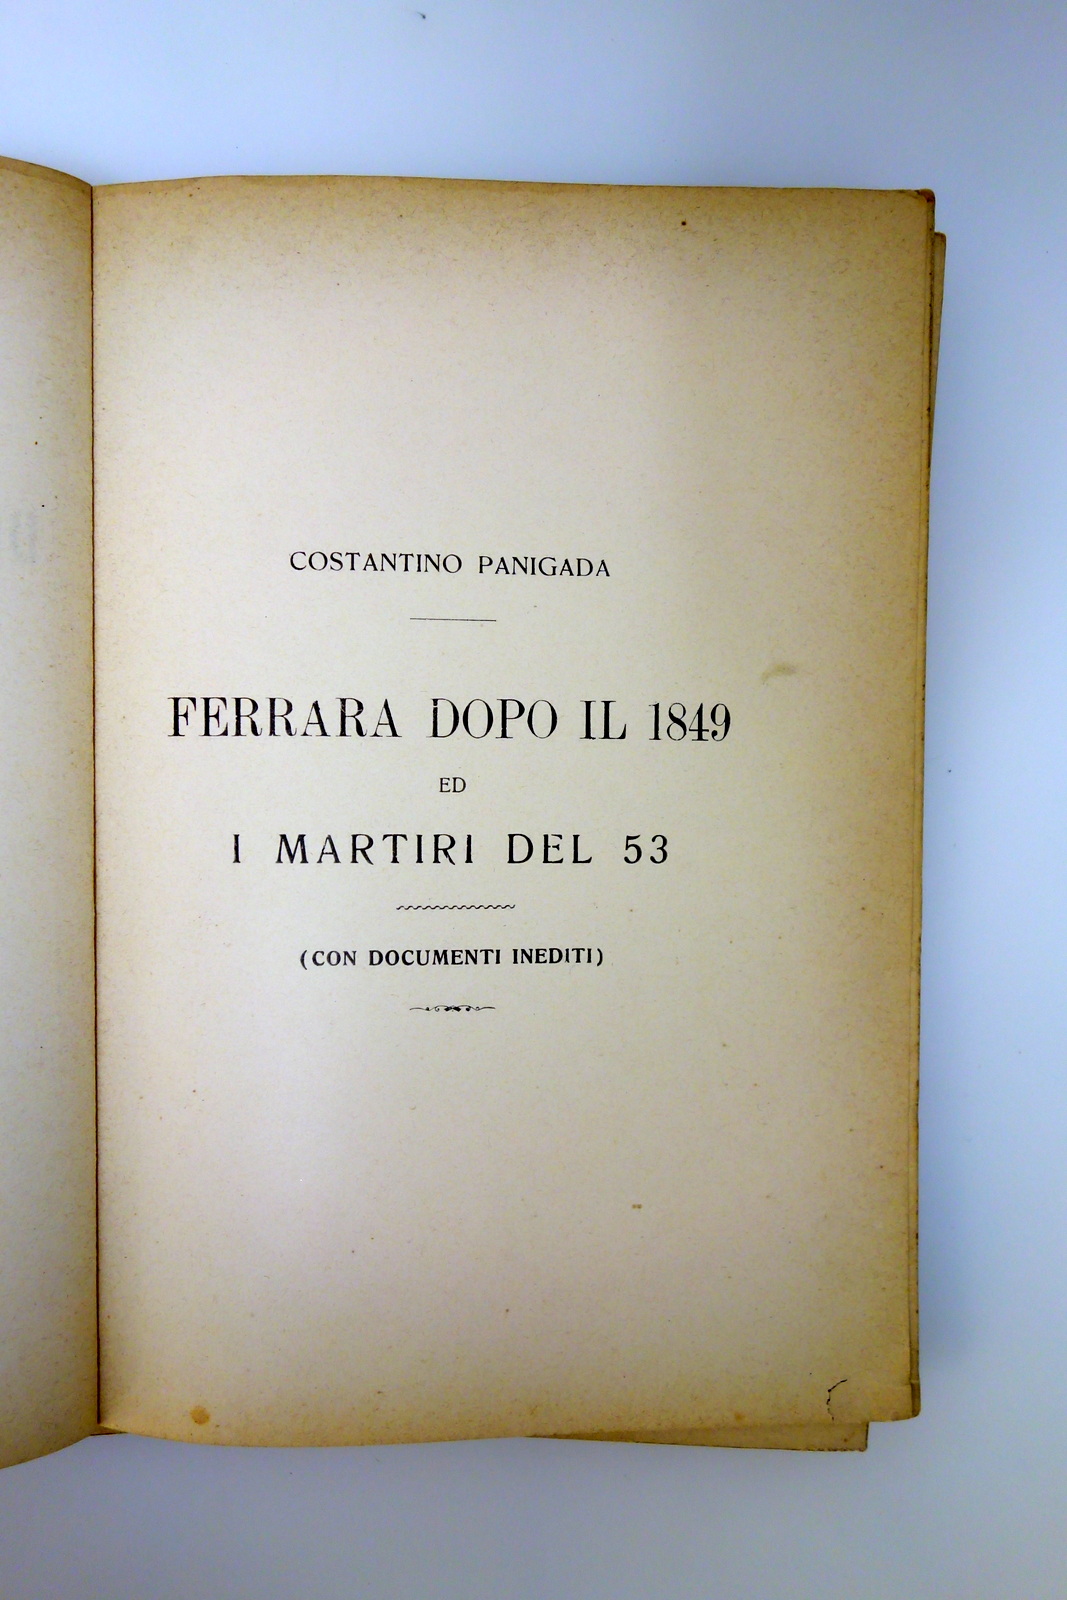 COSTANTINO PANIGADA
FERRARA DOPO IL 1849
ED
I MARTIRI DEL 53
(CON DOCUMENTI INEDITI)